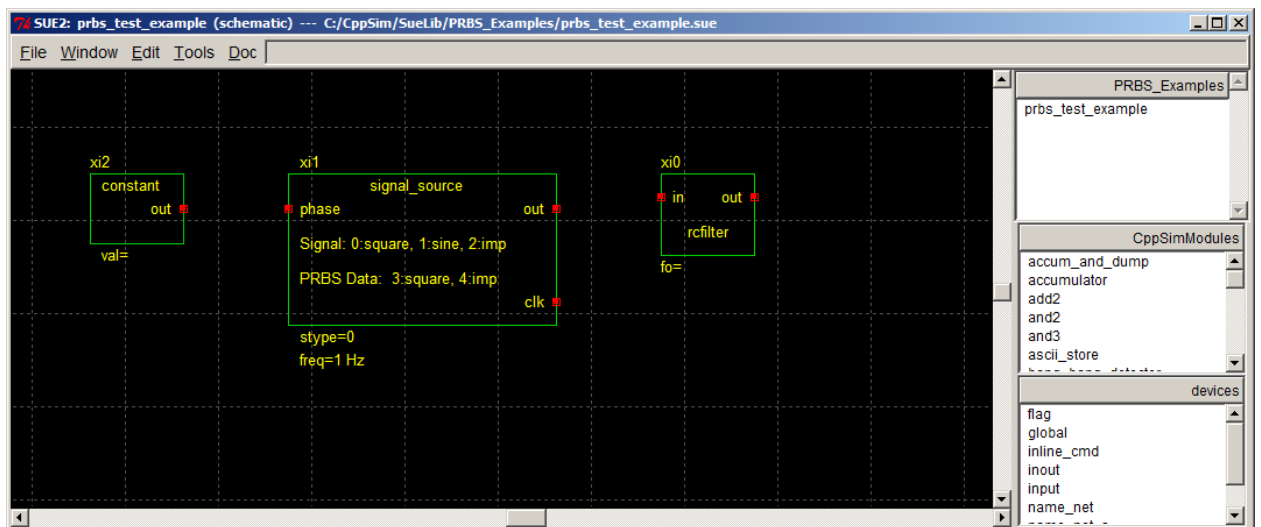 SUE2: prbs_test_example (schematic) --- C:/CppSim/SueLib/PRBS_Examples/prbs_test_example.sue
File Window Edit Tools Doc
xi2
constant
out
val=
xi1
signal_source
phase
out
Signal: 0:square, 1:sine, 2:imp
PRBS Data: 3:square, 4:imp
clk
stype=0
freq=1 Hz
xi0
in
out
rcfilter
fo=
PRBS_Examples
prbs_test_example
CppSimModules
accum_and_dump
accumulator
add2
and2
and3
ascii_store
devices
flag
global
inline_cmd
inout
input
name_net